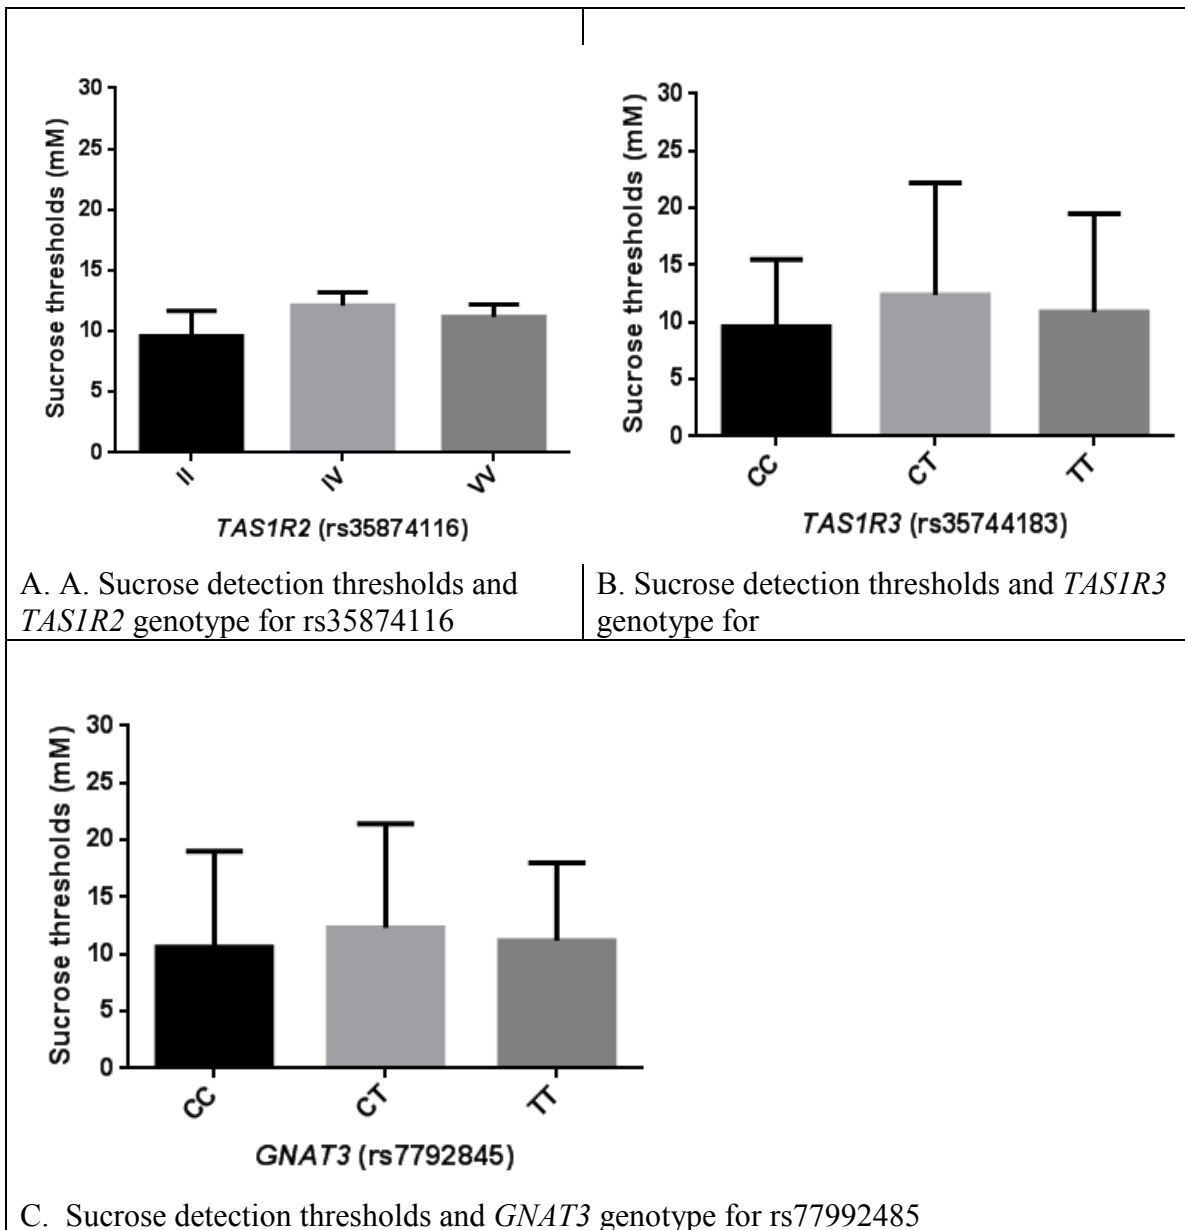 30
25
20
15
10
5
0
Sucrose thresholds (mM)
II
IV
VV
TAS1R2 (rs35874116)
30
25
20
15
10
5
0
Sucrose thresholds (mM)
CC
CT
TT
TAS1R3 (rs35744183)
A. A. Sucrose detection thresholds and
TAS1R2 genotype for rs35874116
B. Sucrose detection thresholds and TAS1R3
genotype for
30
25
20
15
10
5
0
Sucrose thresholds (mM)
CC
CT
TT
GNAT3 (rs7792845)
C. Sucrose detection thresholds and GNAT3 genotype for rs77992485